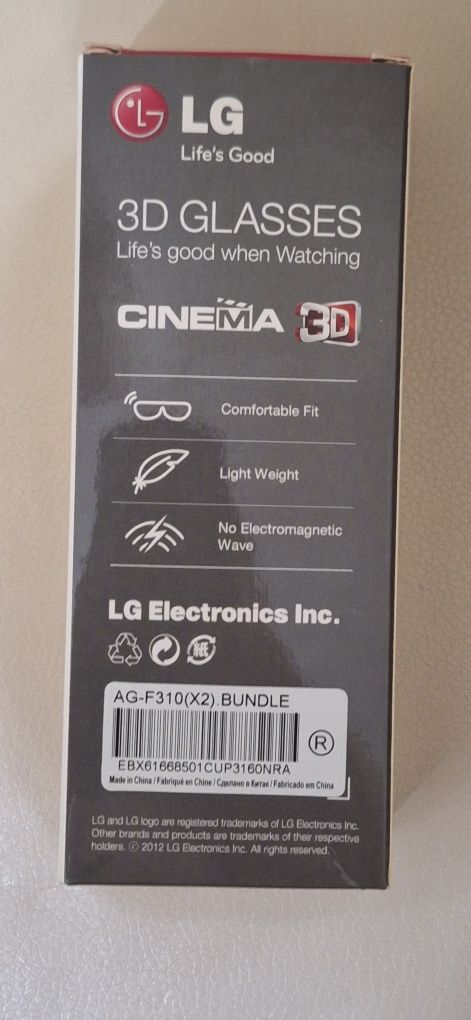 LG
Life's Good
3D GLASSES
Life's good when Watching
CINEMA 3D
Comfortable Fit
Light Weight
No Electromagnetic
Wave
LG Electronics Inc.
紙
AG-F310(X2).BUNDLE
EBX61668501CUP3160NRA
R
Made in China / Fabriqué en Chine / Сделано в Китае / Fabricado em China
LG and LG logo are registered trademarks of LG Electronics Inc.
Other brands and products are trademarks of their respective
holders. ⓒ 2012 LG Electronics Inc. All rights reserved.